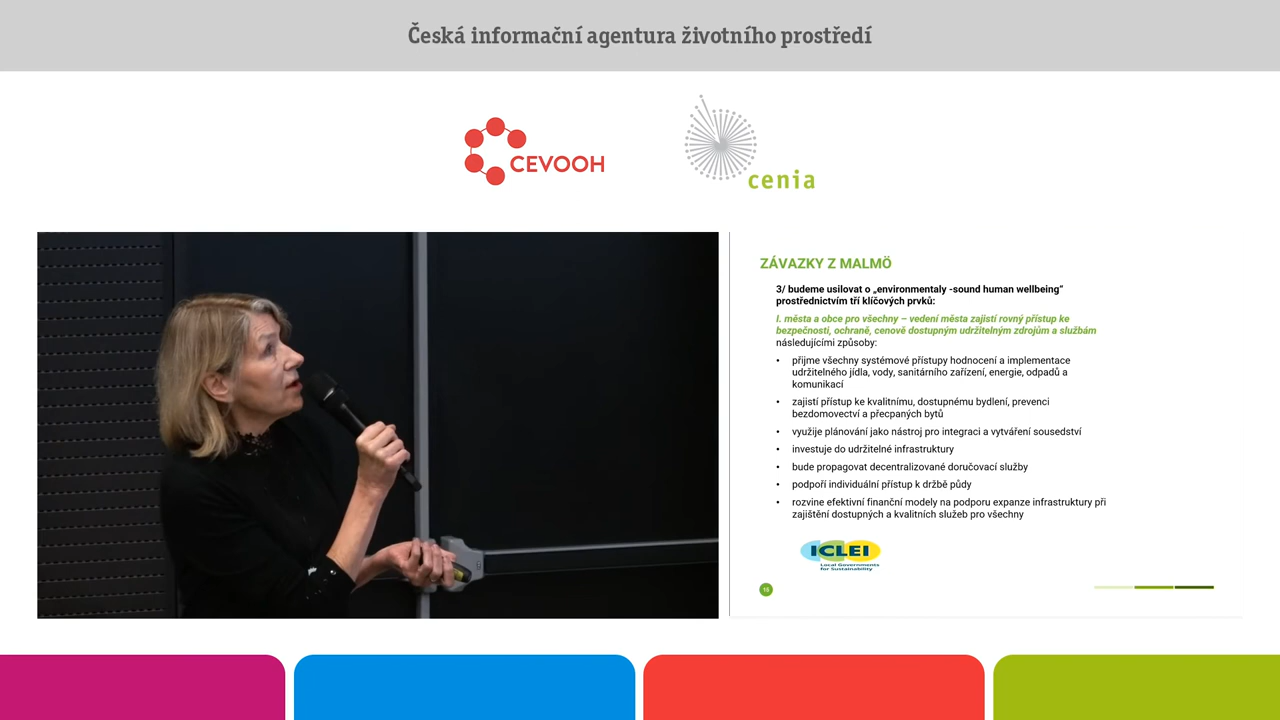 Česká informační agentura životního prostředí
CEVOOH
cenia
ZÁVAZKY Z MALMÖ
3/ budeme usilovat o „environmentaly -sound human wellbeing“
prostřednictvím tří klíčových prvků:
I. města a obce pro všechny – vedení města zajistí rovný přístup ke
bezpečnosti, ochraně, cenově dostupným udržitelným zdrojům a službám
následujícími způsoby:
• přijme všechny systémové přístupy hodnocení a implementace
udržitelného jídla, vody, sanitárního zařízení, energie, odpadů a
komunikací
• zajistí přístup ke kvalitnímu, dostupnému bydlení, prevenci
bezdomovectví a přecpaných bytů
• využije plánování jako nástroj pro integraci a vytváření sousedství
• investuje do udržitelné infrastruktury
• bude propagovat decentralizované doručovací služby
• podpoří individuální přístup k držbě půdy
• rozvine efektivní finanční modely na podporu expanze infrastruktury při
zajištění dostupných a kvalitních služeb pro všechny
ICLEI
Local Governments
for Sustainability
15